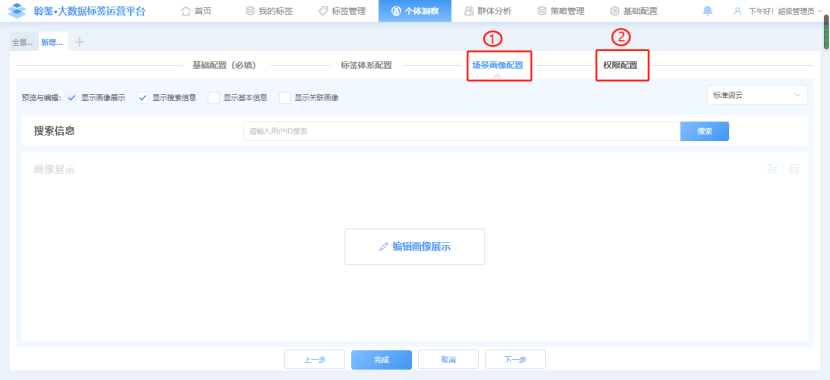 聆签•大数据标签运营平台 首页 我的标签 标签管理 个体洞察 群体分析 策略管理 基础配置 下午好! 超级管理员
全景... 新增...
① ②
基础配置（必填） 标签体系配置 场景画像配置 权限配置
预览与编辑: 显示画像展示 显示搜索信息 显示基本信息 显示关联画像 标准词云
搜索信息 请输入用户ID搜索 搜索
画像展示
编辑画像展示
上一步 完成 取消 下一步